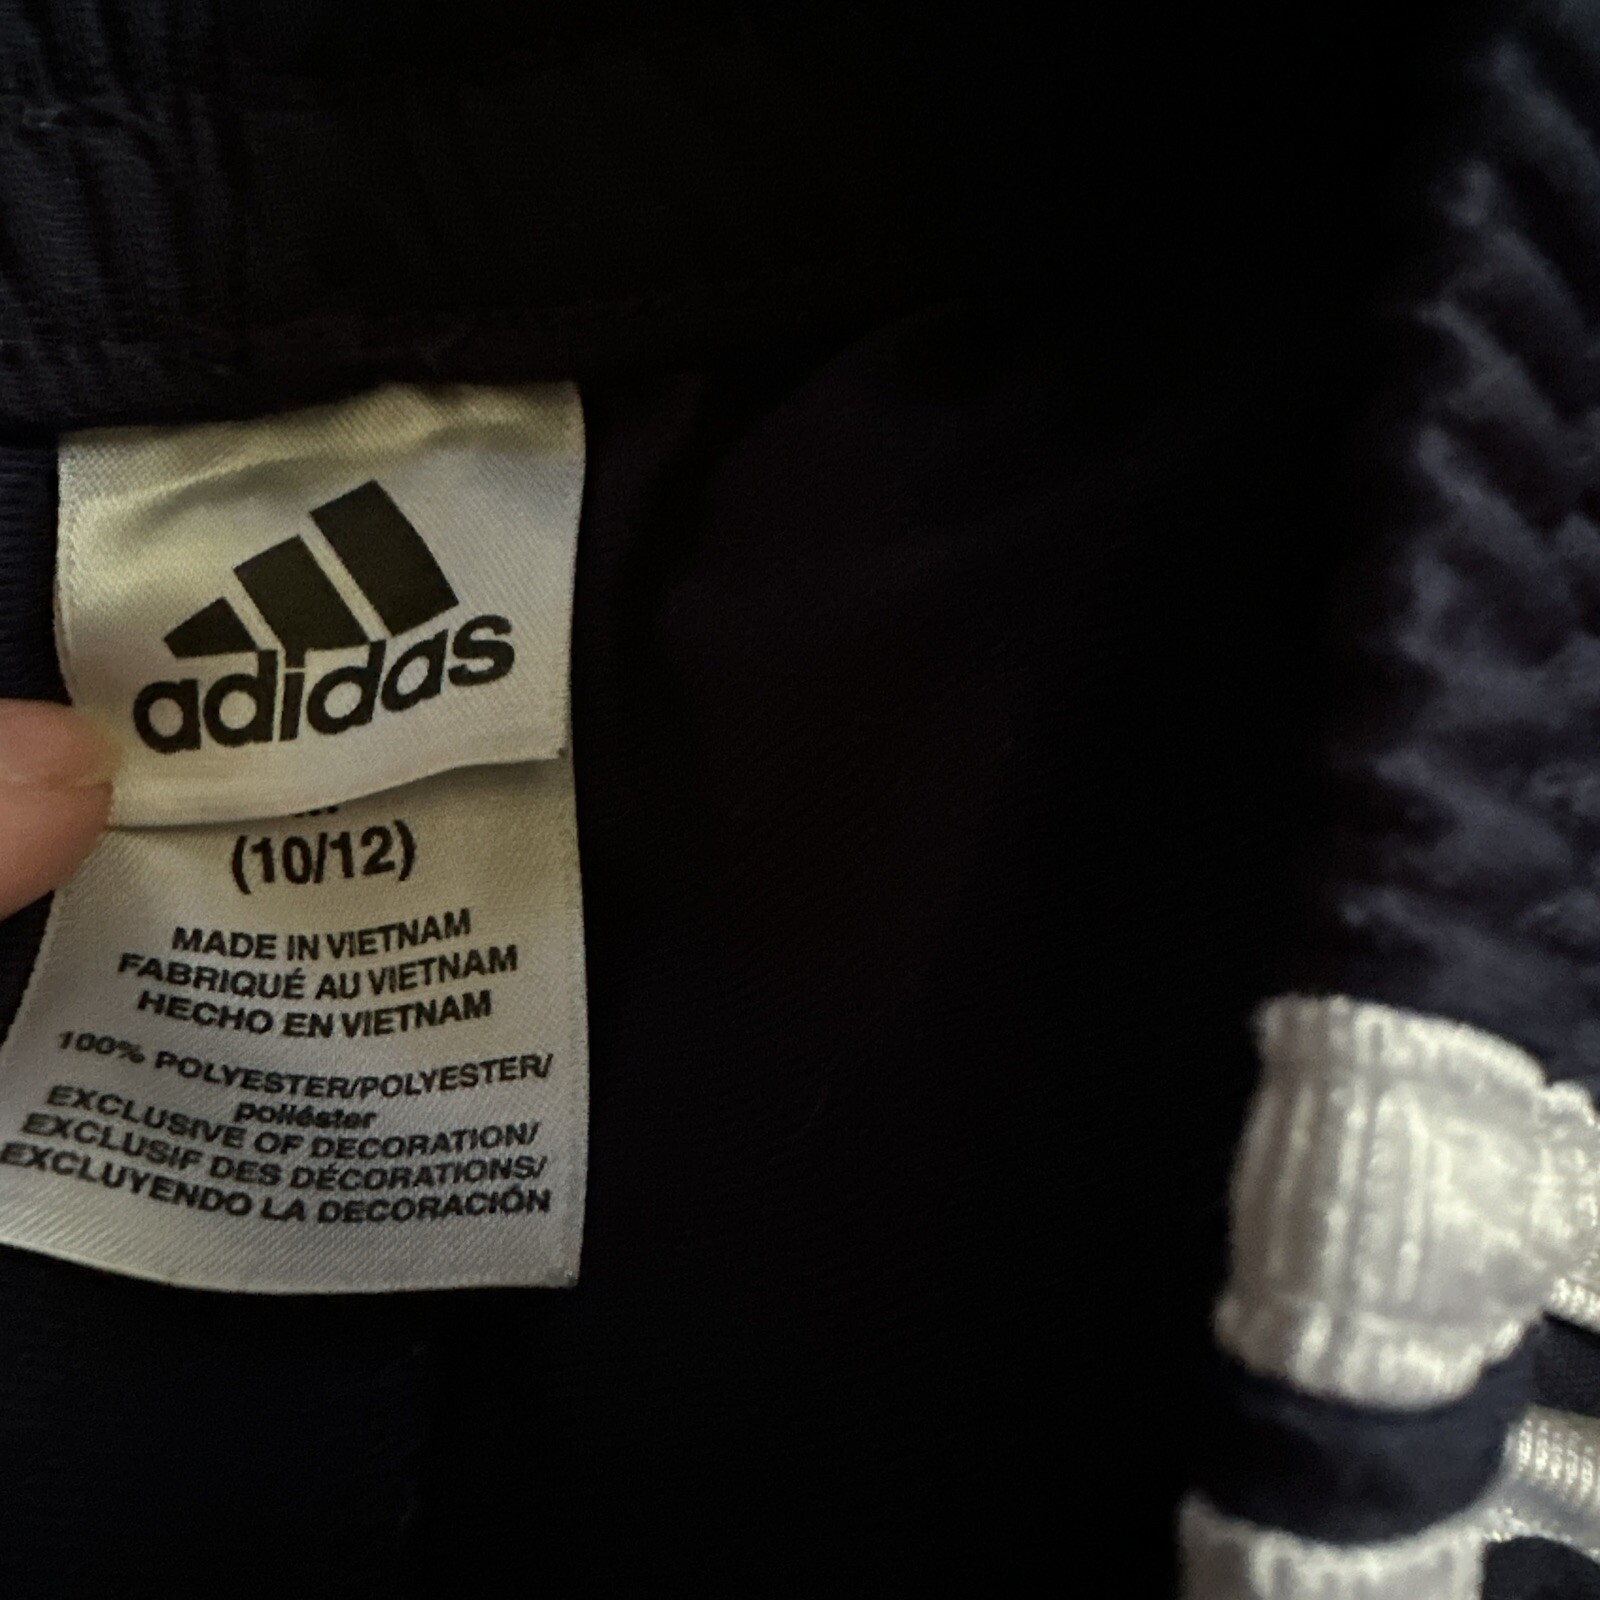 adidas
(10/12)
MADE IN VIETNAM
FABRIQUÉ AU VIETNAM
HECHO EN VIETNAM
100% POLYESTER/POLYESTER/
poliéster
EXCLUSIVE OF DECORATION/
EXCLUSIF DES DÉCORATIONS/
EXCLUYENDO LA DECORACIÓN